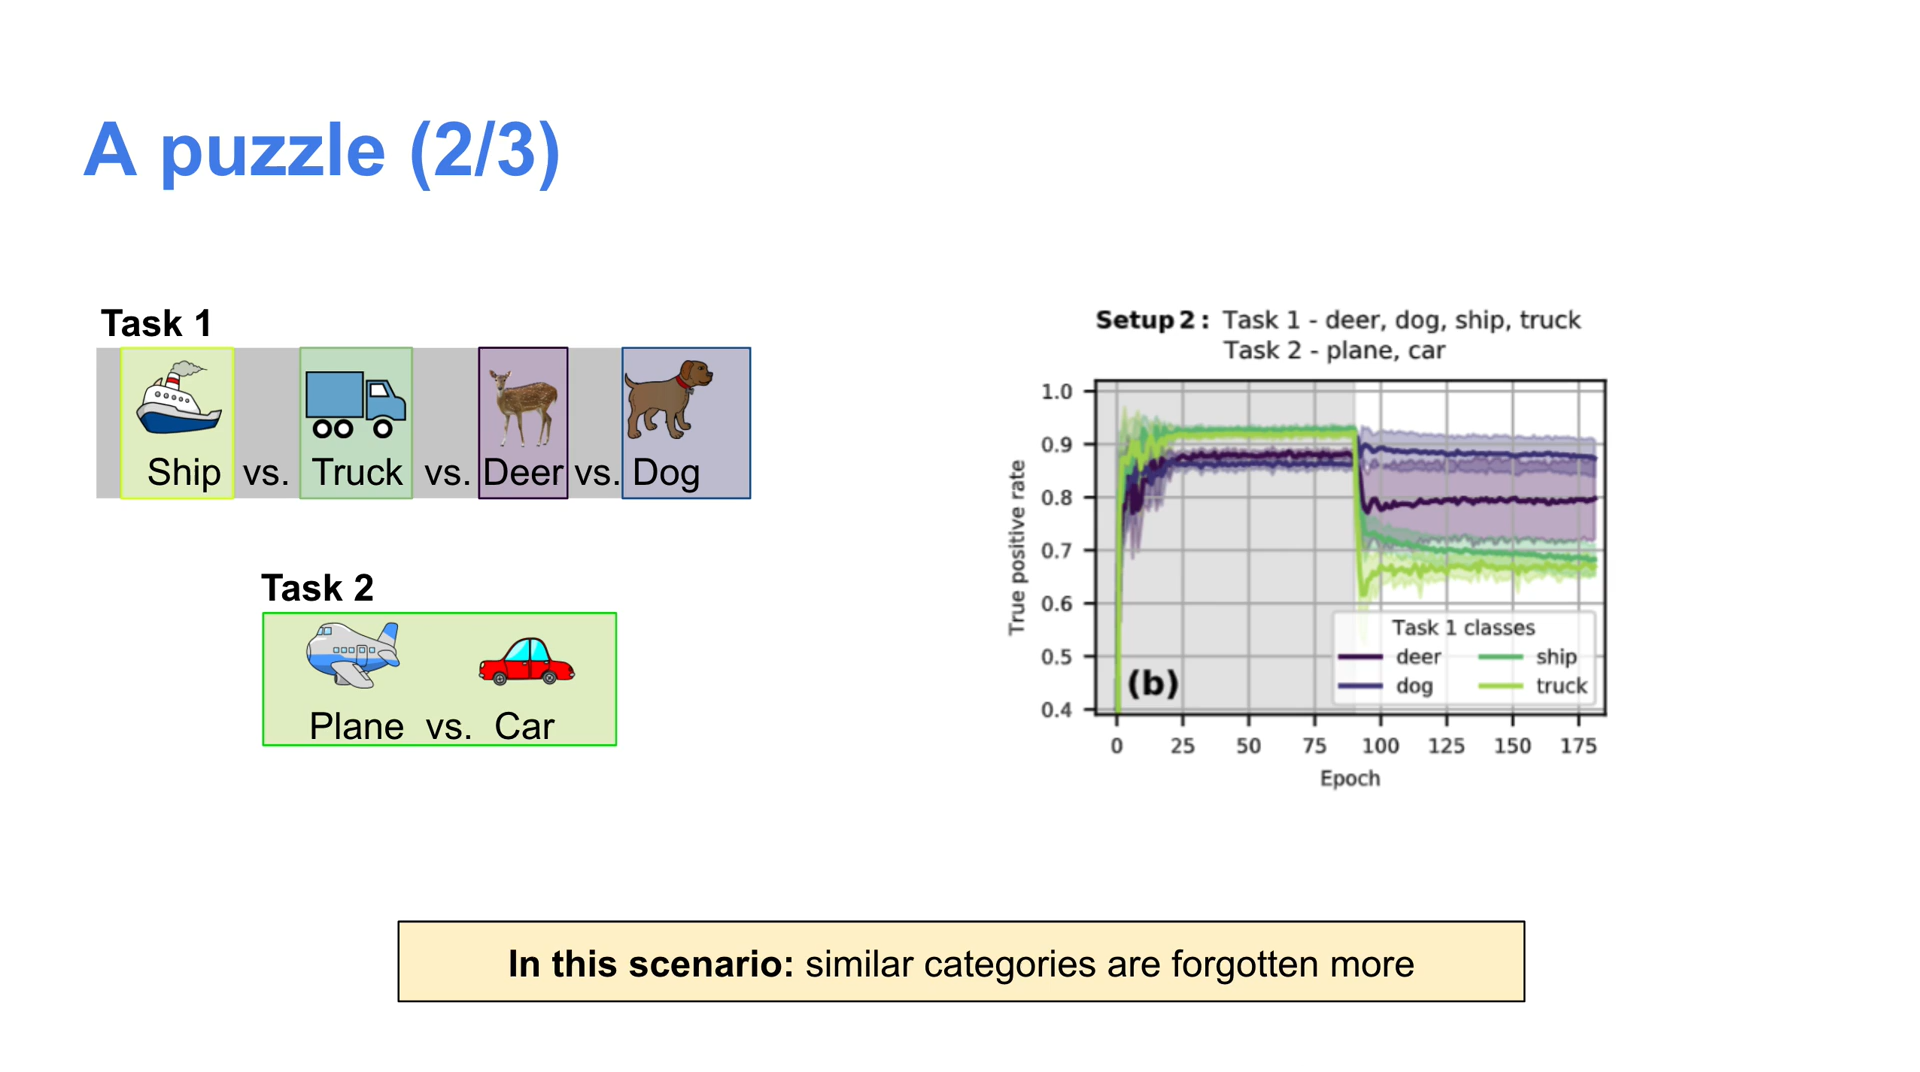 A puzzle (2/3)
Task 1
Ship vs. Truck vs. Deer vs. Dog
Task 2
Plane vs. Car
Setup 2: Task 1 - deer, dog, ship, truck
Task 2 - plane, car
True positive rate
1.0
0.9
0.8
0.7
0.6
0.5
0.4
(b)
Task 1 classes
deer ship
dog truck
0 25 50 75 100 125 150 175
Epoch
In this scenario: similar categories are forgotten more